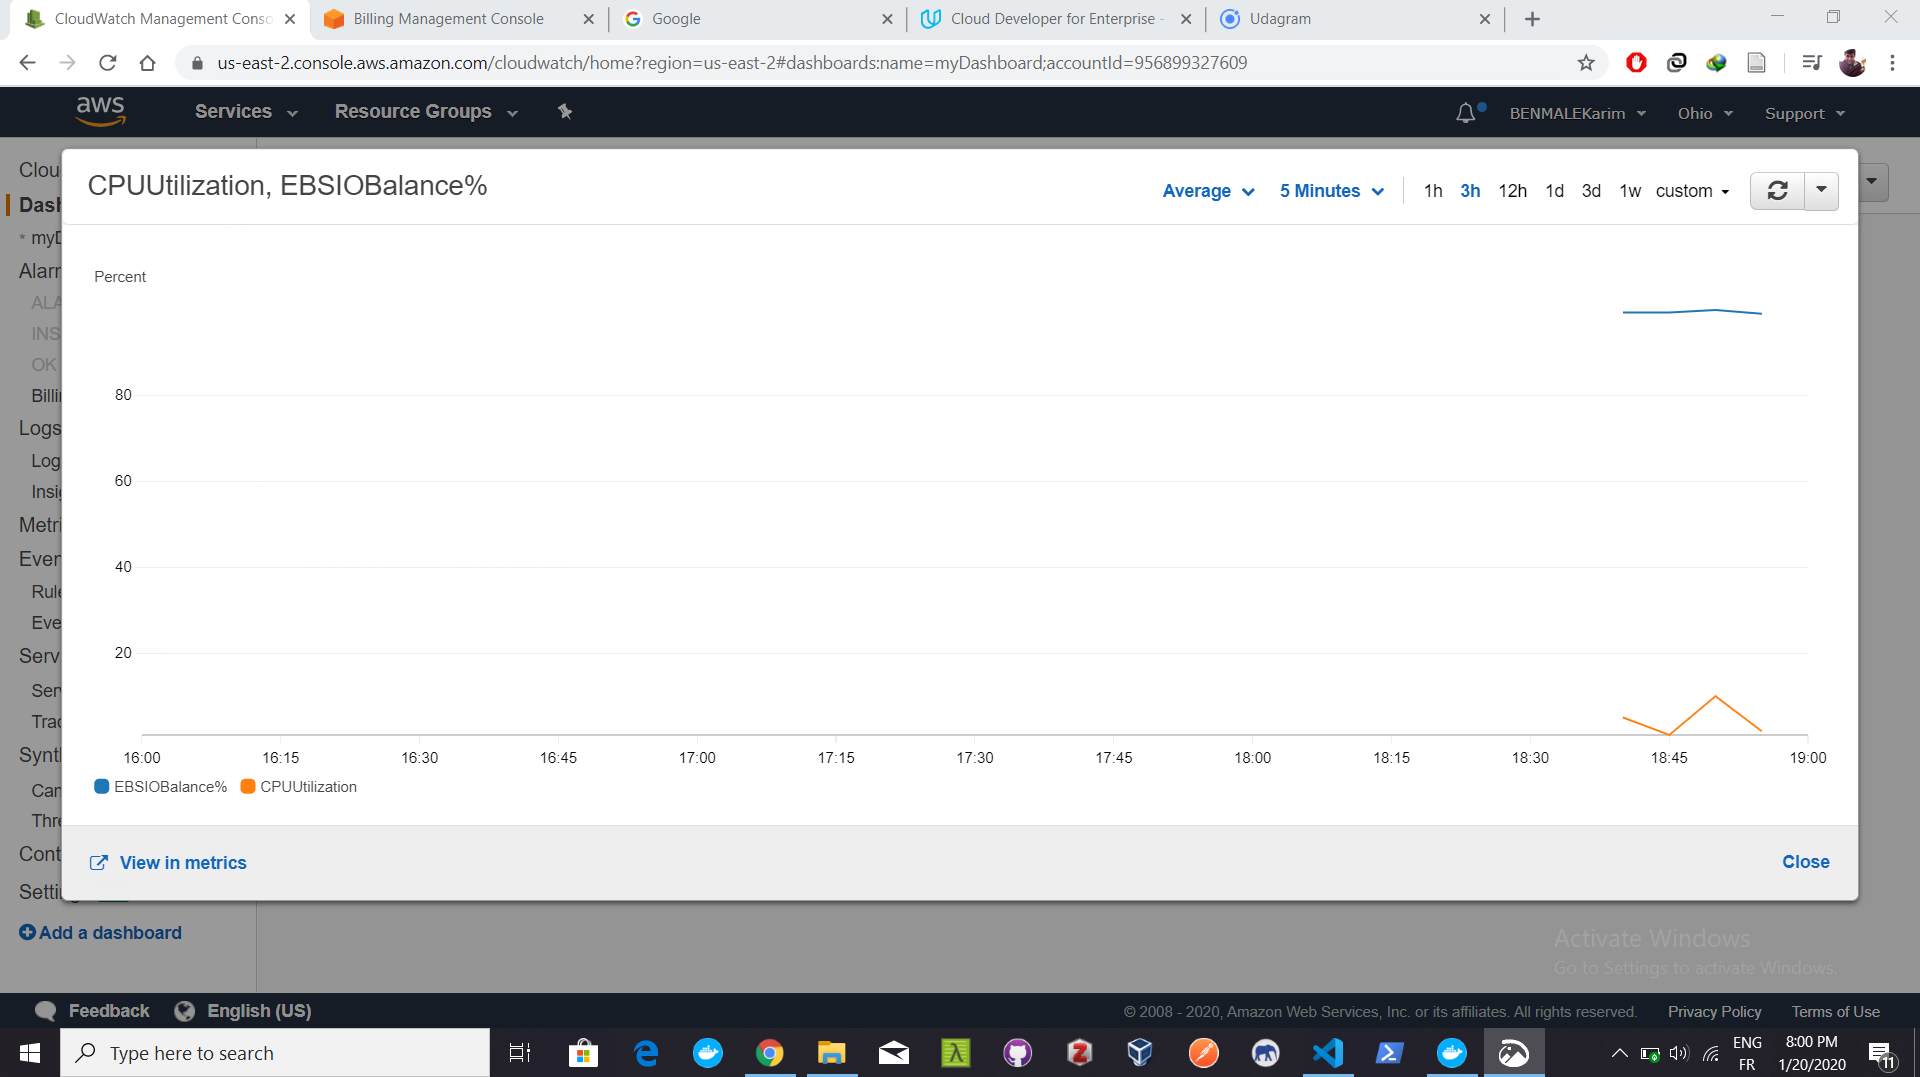 CloudWatch Management Conso
Billing Management Console
Google
Cloud Developer for Enterprise -
Udagram
us-east-2.console.aws.amazon.com/cloudwatch/home?region=us-east-2#dashboards:name=myDashboard;accountId=956899327609
aws
Services
Resource Groups
BENMALEKarim
Ohio
Support
CPUUtilization, EBSIOBalance%
Average
5 Minutes
1h 3h 12h 1d 3d 1w custom
Clou
Dash
* myD
Alarr
ALA
INS
OK
Billi
Logs
Log
Insig
Metri
Even
Rule
Eve
Serv
Ser
Trac
Synt
Can
Thre
Cont
Settin
Percent
80
60
40
20
16:00 16:15 16:30 16:45 17:00 17:15 17:30 17:45 18:00 18:15 18:30 18:45 19:00
EBSIOBalance% CPUUtilization
View in metrics
Close
Add a dashboard
Activate Windows
Go to Settings to activate Windows.
Feedback
English (US)
© 2008 - 2020, Amazon Web Services, Inc. or its affiliates. All rights reserved.
Privacy Policy
Terms of Use
Type here to search
ENG
FR
8:00 PM
1/20/2020
11